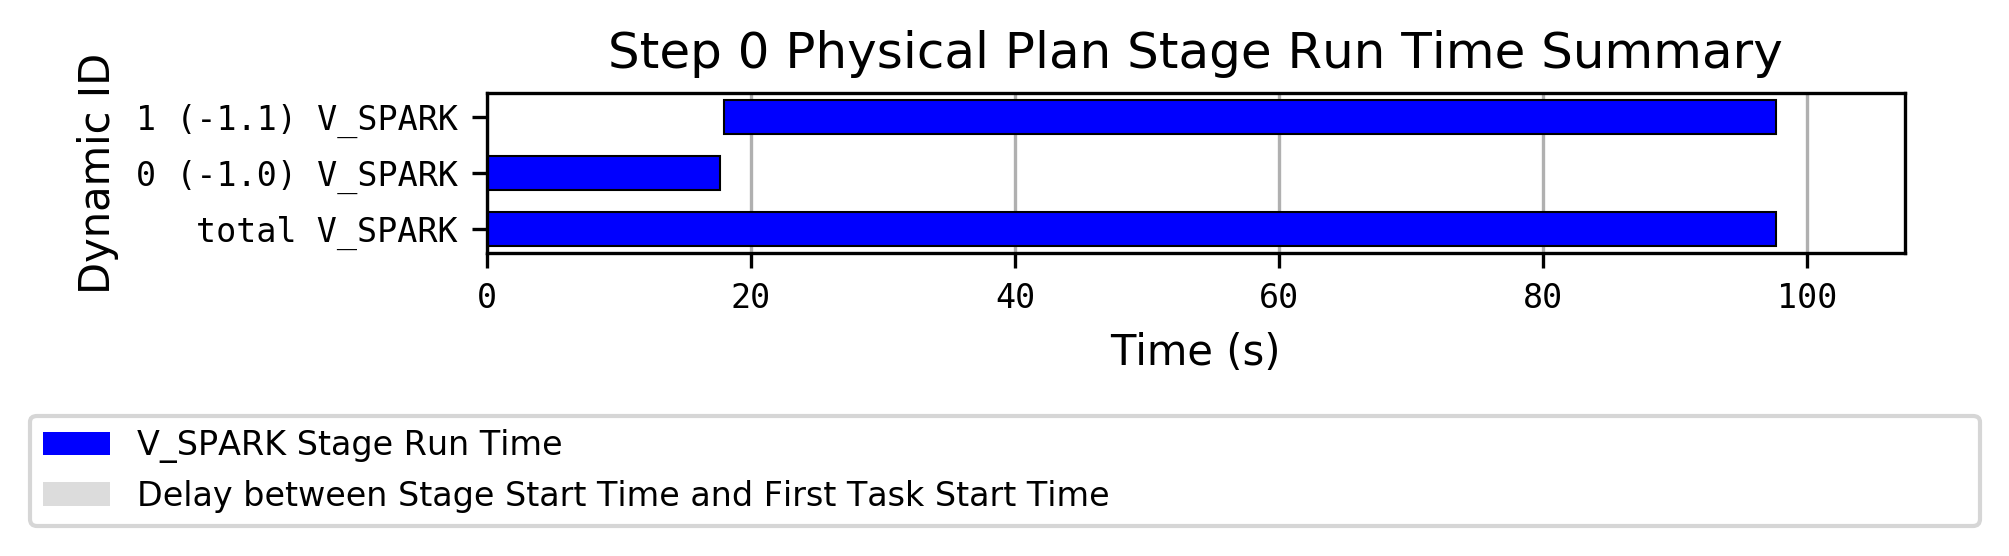 Step 0 Physical Plan Stage Run Time Summary
Dynamic ID
1 (-1.1) V_SPARK
0 (-1.0) V_SPARK
total V_SPARK
0 20 40 60 80 100
Time (s)
V_SPARK Stage Run Time
Delay between Stage Start Time and First Task Start Time